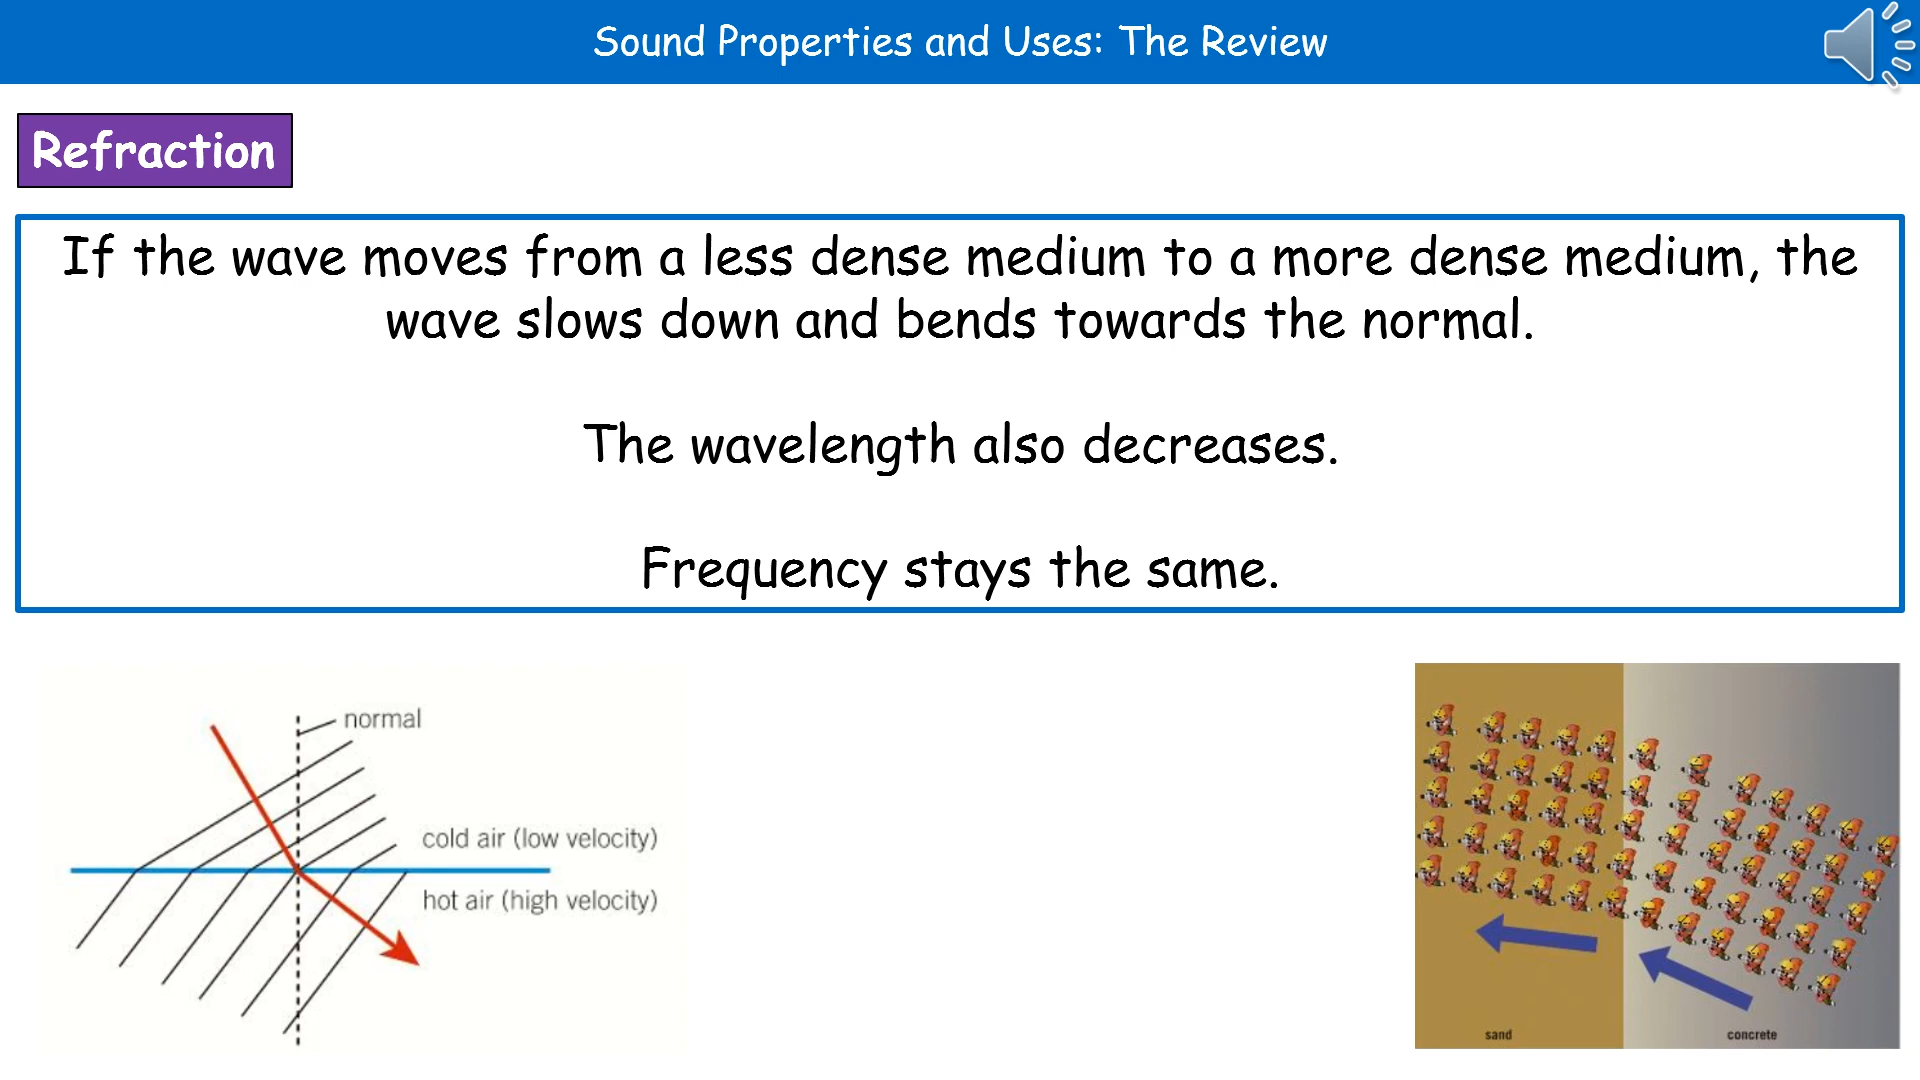 Sound Properties and Uses: The Review
Refraction
If the wave moves from a less dense medium to a more dense medium, the
wave slows down and bends towards the normal.
The wavelength also decreases.
Frequency stays the same.
normal
cold air (low velocity)
hot air (high velocity)
sand
concrete